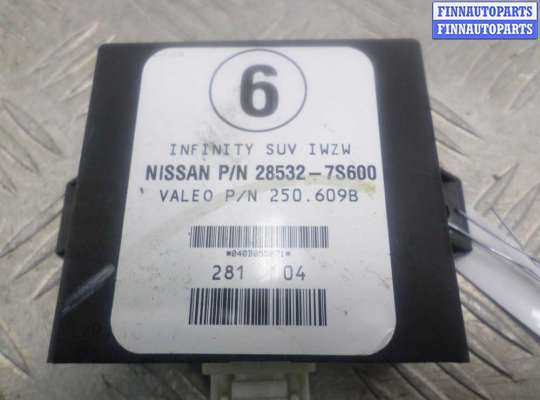 FINNAUTOPARTS
FINNAUTOPARTS
6
INFINITY SUV IWZW
NISSAN P/N 28532-7S600
VALEO P/N 250.609B
281 04